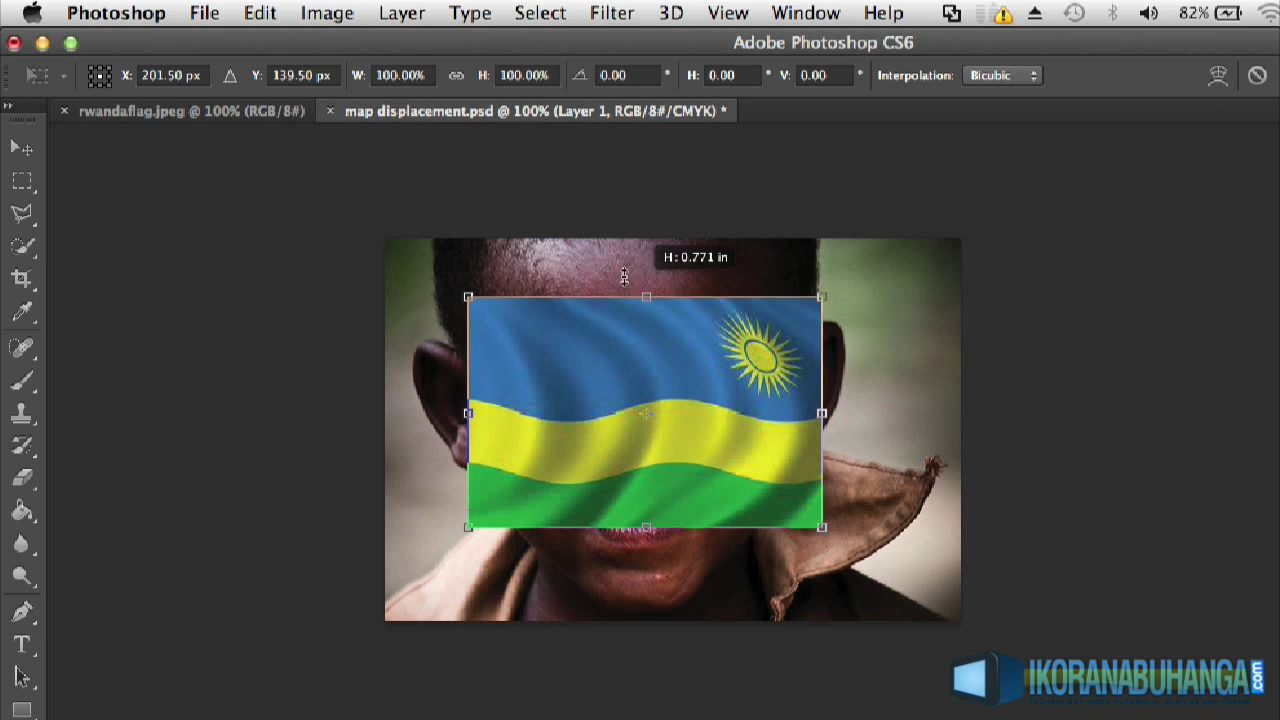 Photoshop File Edit Image Layer Type Select Filter 3D View Window Help 82%
Adobe Photoshop CS6
X: 201.50 px Y: 139.50 px W: 100.00% H: 100.00% 0.00 ° H: 0.00 ° V: 0.00 ° Interpolation: Bicubic
rwandaflag.jpeg @ 100% (RGB/8#) map displacement.psd @ 100% (Layer 1, RGB/8#/CMYK) *
H: 0.771 in
IKORANABUHANGA.com